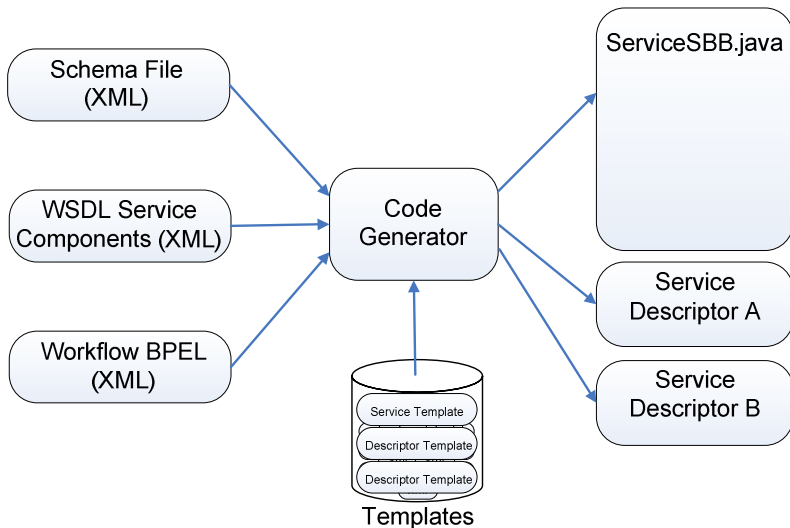 Schema File
(XML)
WSDL Service
Components (XML)
Workflow BPEL
(XML)
Code
Generator
Service Template
Descriptor Template
Descriptor Template
Templates
ServiceSBB.java
Service
Descriptor A
Service
Descriptor B